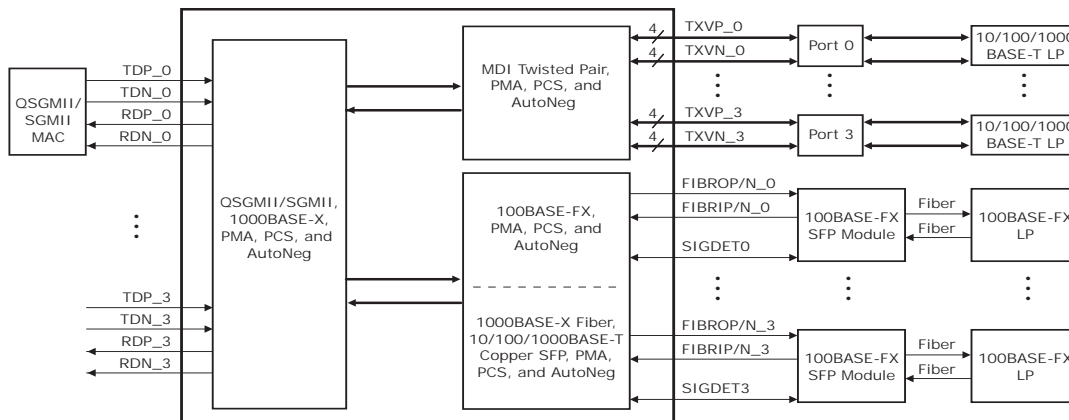 QSGMII/
SGMII
MAC
TDP_0
TDN_0
RDP_0
RDN_0
TDP_3
TDN_3
RDP_3
RDN_3
QSGMII/SGMII,
1000BASE-X,
PMA, PCS, and
AutoNeg
MDI Twisted Pair,
PMA, PCS, and
AutoNeg
100BASE-FX,
PMA, PCS, and
AutoNeg
1000BASE-X Fiber,
10/100/1000BASE-T
Copper SFP, PMA,
PCS, and AutoNeg
4 TXVP_0
4 TXVN_0
4 TXVP_3
4 TXVN_3
Port 0
Port 3
10/100/1000
BASE-T LP
10/100/1000
BASE-T LP
FIBROP/N_0
FIBRIP/N_0
SIGDET0
100BASE-FX
SFP Module
Fiber
Fiber
100BASE-FX
LP
FIBROP/N_3
FIBRIP/N_3
SIGDET3
100BASE-FX
SFP Module
Fiber
Fiber
100BASE-FX
LP